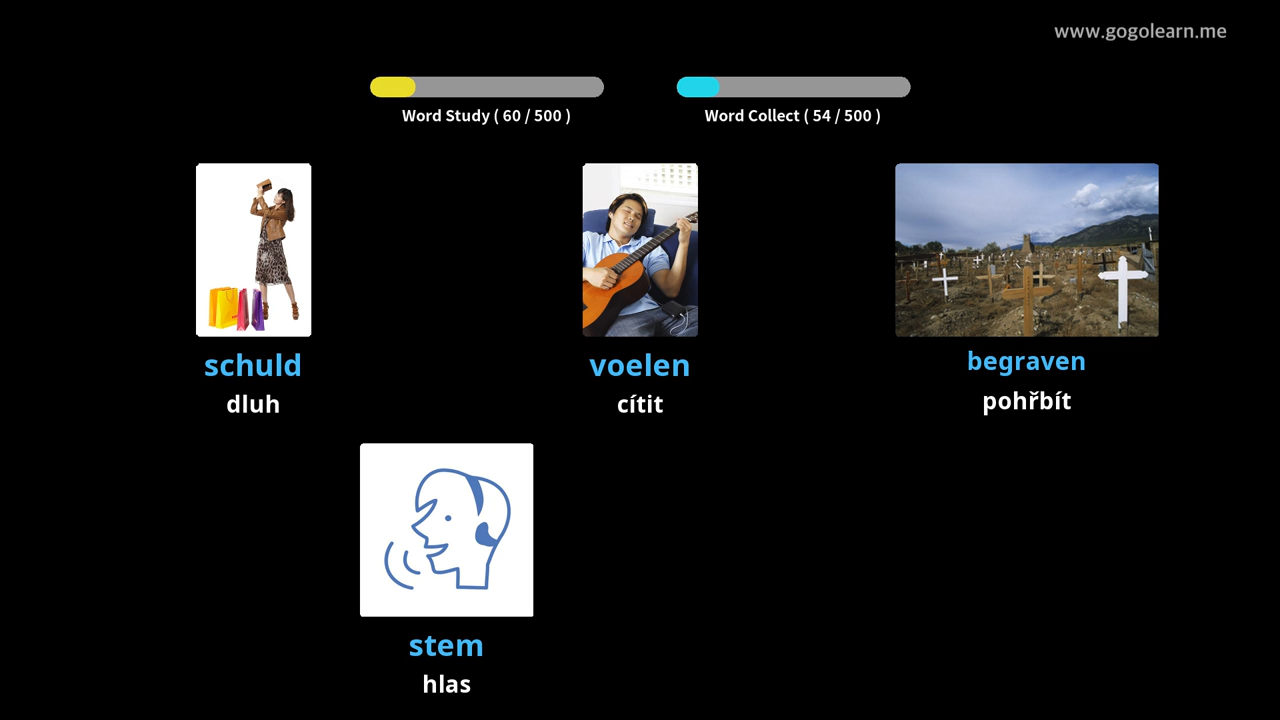 www.gogolearn.me
Word Study ( 60 / 500 )
Word Collect ( 54 / 500 )
schuld
dluh
voelen
cítit
begraven
pohřbít
stem
hlas